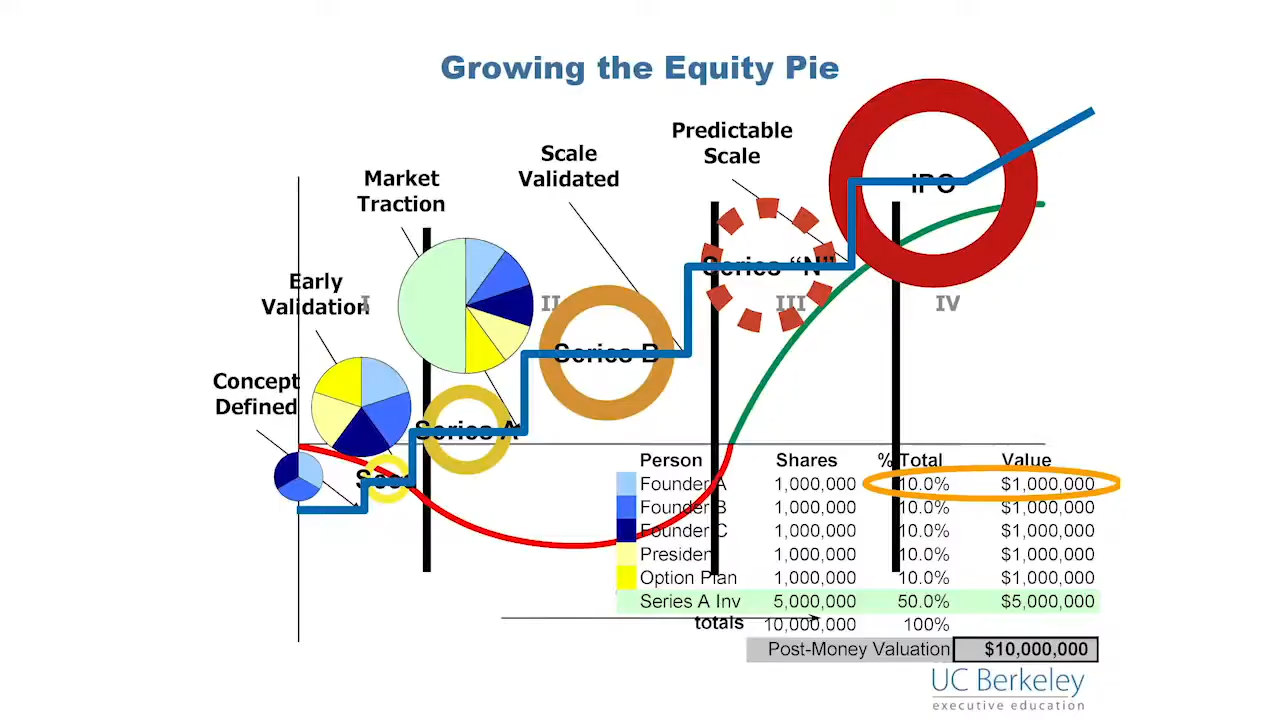 Growing the Equity Pie
Predictable
Scale
Scale
Validated
Market
Traction
IPO
Series “N”
Early
Validation
I
II
III
IV
Series B
Concept
Defined
Series A
Seed
Person Shares % Total Value
Founder A 1,000,000 10.0% $1,000,000
Founder B 1,000,000 10.0% $1,000,000
Founder C 1,000,000 10.0% $1,000,000
President 1,000,000 10.0% $1,000,000
Option Plan 1,000,000 10.0% $1,000,000
Series A Inv 5,000,000 50.0% $5,000,000
totals 10,000,000 100%
Post-Money Valuation $10,000,000
UC Berkeley
executive education